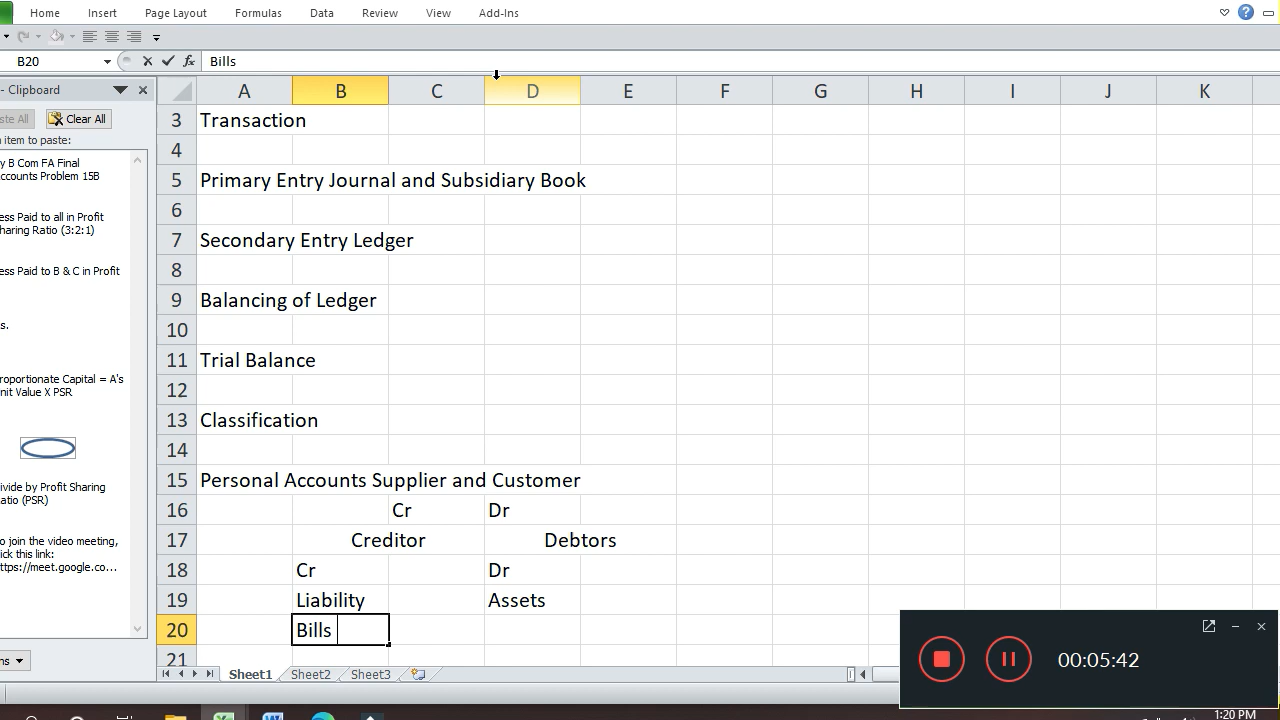 Home Insert Page Layout Formulas Data Review View Add-Ins
B20 fx Bills
- Clipboard
ste All Clear All
item to paste:
y B Com FA Final
ccounts Problem 15B
ess Paid to all in Profit
haring Ratio (3:2:1)
ess Paid to B & C in Profit
s.
roportionate Capital = A's
nit Value X PSR
ivide by Profit Sharing
atio (PSR)
o join the video meeting,
ick this link:
ttps://meet.google.co...
ns
A B C D E F G H I J K
3 Transaction
4
5 Primary Entry Journal and Subsidiary Book
6
7 Secondary Entry Ledger
8
9 Balancing of Ledger
10
11 Trial Balance
12
13 Classification
14
15 Personal Accounts Supplier and Customer
16 Cr Dr
17 Creditor Debtors
18 Cr Dr
19 Liability Assets
20 Bills
21
Sheet1 Sheet2 Sheet3
00:05:42
1:20 PM